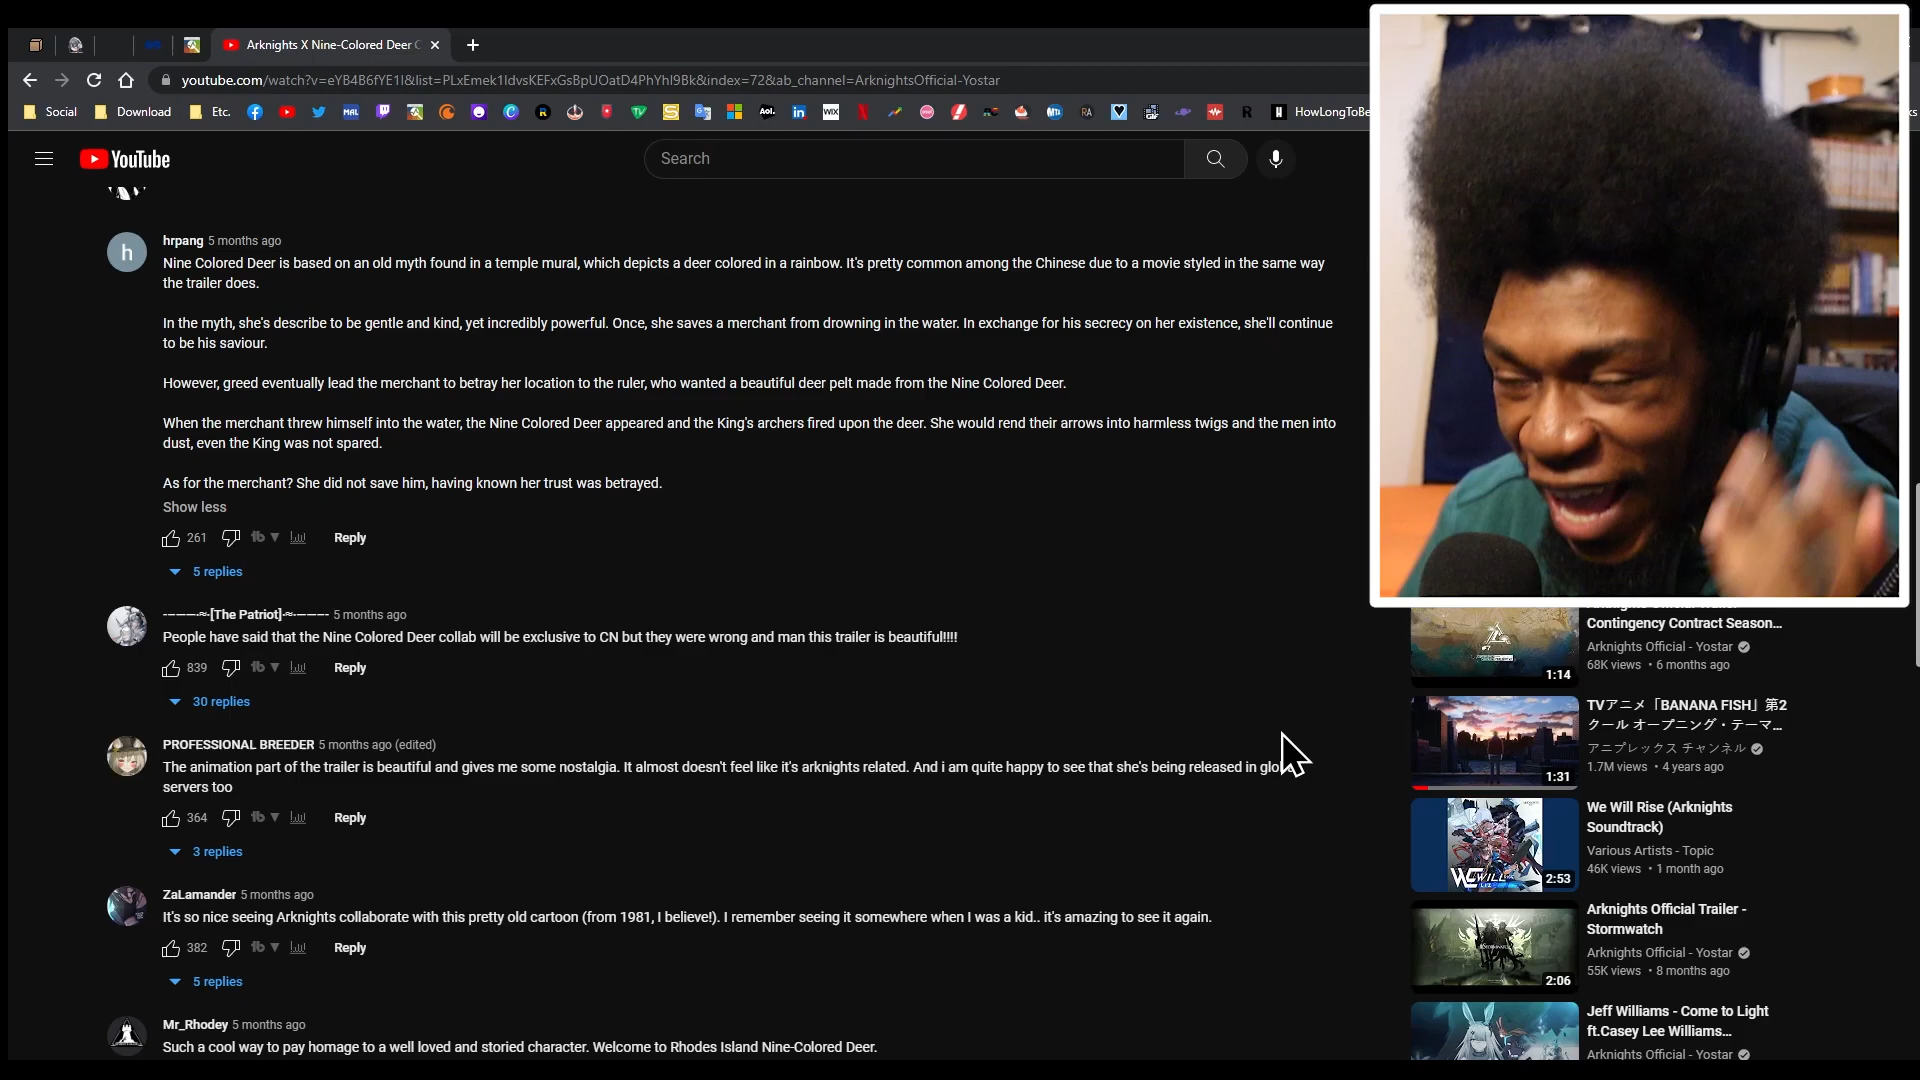 Arknights X Nine-Colored Deer C
youtube.com/watch?v=eYB4B6fYE1I&list=PLxEmek1IdvsKEFxGsBpUOatD4PhYhI9Bk&index=72&ab_channel=ArknightsOfficial-Yostar
Social Download Etc. MAL Aol. in WIX RA R H HowLongToBe
YouTube
Search
hrpang 5 months ago
Nine Colored Deer is based on an old myth found in a temple mural, which depicts a deer colored in a rainbow. It's pretty common among the Chinese due to a movie styled in the same way
the trailer does.
In the myth, she's describe to be gentle and kind, yet incredibly powerful. Once, she saves a merchant from drowning in the water. In exchange for his secrecy on her existence, she'll continue
to be his saviour.
However, greed eventually lead the merchant to betray her location to the ruler, who wanted a beautiful deer pelt made from the Nine Colored Deer.
When the merchant threw himself into the water, the Nine Colored Deer appeared and the King's archers fired upon the deer. She would rend their arrows into harmless twigs and the men into
dust, even the King was not spared.
As for the merchant? She did not save him, having known her trust was betrayed.
Show less
261 Reply
5 replies
-———-≈-[The Patriot]-≈-———- 5 months ago
People have said that the Nine Colored Deer collab will be exclusive to CN but they were wrong and man this trailer is beautiful!!!!
839 Reply
30 replies
PROFESSIONAL BREEDER 5 months ago (edited)
The animation part of the trailer is beautiful and gives me some nostalgia. It almost doesn't feel like it's arknights related. And i am quite happy to see that she's being released in glo
servers too
364 Reply
3 replies
ZaLamander 5 months ago
It's so nice seeing Arknights collaborate with this pretty old cartoon (from 1981, I believe!). I remember seeing it somewhere when I was a kid.. it's amazing to see it again.
382 Reply
5 replies
Mr_Rhodey 5 months ago
Such a cool way to pay homage to a well loved and storied character. Welcome to Rhodes Island Nine-Colored Deer.
Contingency Contract Season...
Arknights Official - Yostar
68K views • 6 months ago
1:14
TVアニメ「BANANA FISH」第2
クール オープニング・テーマ...
アニプレックス チャンネル
1.7M views • 4 years ago
1:31
We Will Rise (Arknights
Soundtrack)
Various Artists - Topic
46K views • 1 month ago
2:53
Arknights Official Trailer -
Stormwatch
Arknights Official - Yostar
55K views • 8 months ago
2:06
Jeff Williams - Come to Light
ft.Casey Lee Williams...
Arknights Official - Yostar